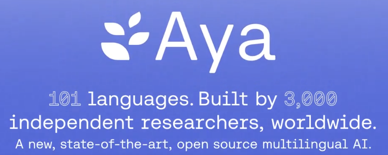 Aya
101 languages. Built by 3,000
independent researchers, worldwide.
A new, state-of-the-art, open source multilingual AI.